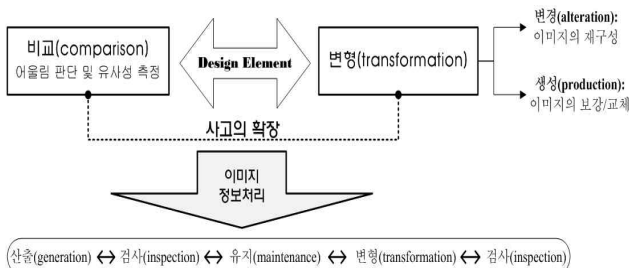 비교(comparison)
어울림 판단 및 유사성 측정
Design Element
변형(transformation)
변경(alteration):
이미지의 재구성
생성(production):
이미지의 보강/교체
사고의 확장
이미지
정보처리
산출(generation) ↔ 검사(inspection) ↔ 유지(maintenance) ↔ 변형(transformation) ↔ 검사(inspection)